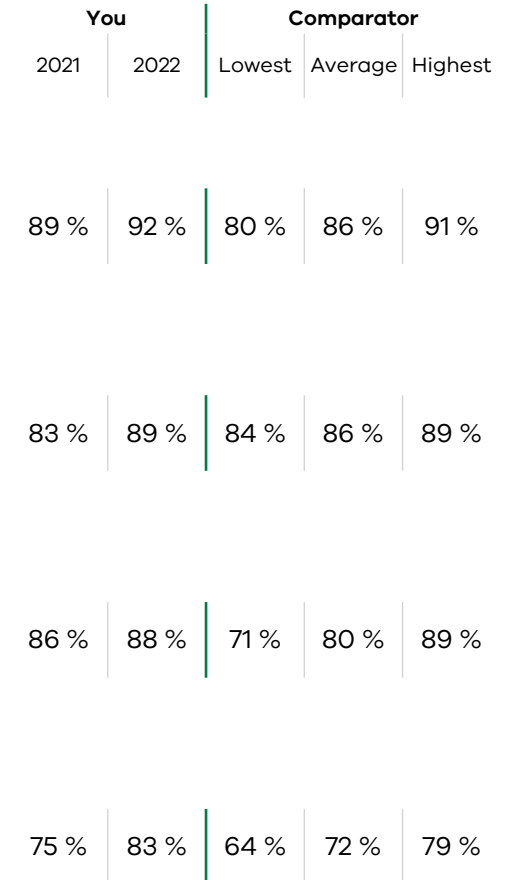 You Comparator
2021 2022 Lowest Average Highest
89 % 92 % 80 % 86 % 91 %
83 % 89 % 84 % 86 % 89 %
86 % 88 % 71 % 80 % 89 %
75 % 83 % 64 % 72 % 79 %